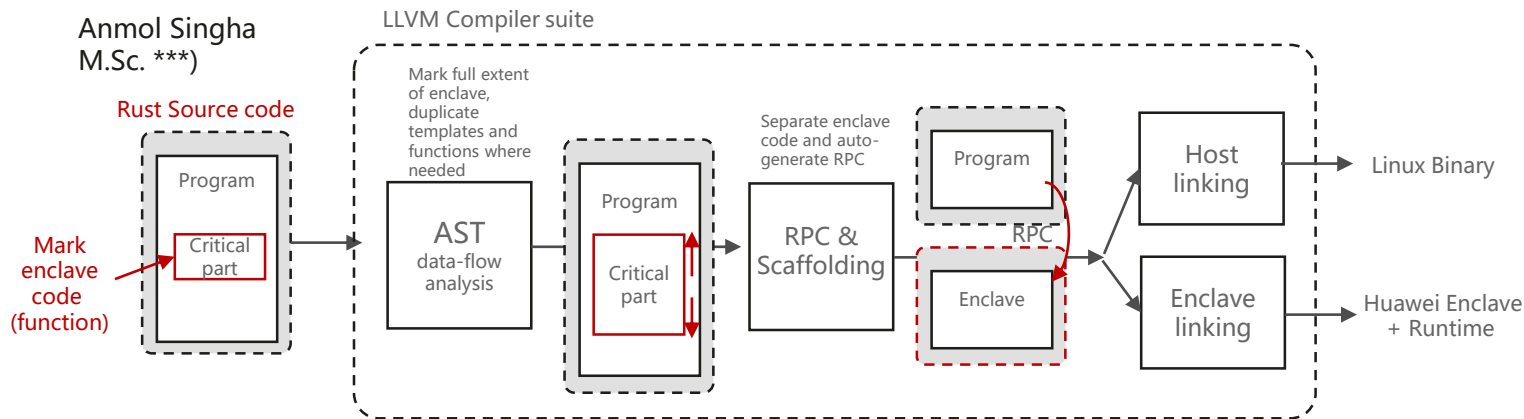 Anmol Singha
M.Sc. ***)
LLVM Compiler suite
Rust Source code
Program
Critical
part
Mark
enclave
code
(function)
Mark full extent
of enclave,
duplicate
templates and
functions where
needed
AST
data-flow
analysis
Program
Critical
part
Separate enclave
code and auto-
generate RPC
RPC &
Scaffolding
Program
RPC
Enclave
Host
linking
Enclave
linking
Linux Binary
Huawei Enclave
+ Runtime